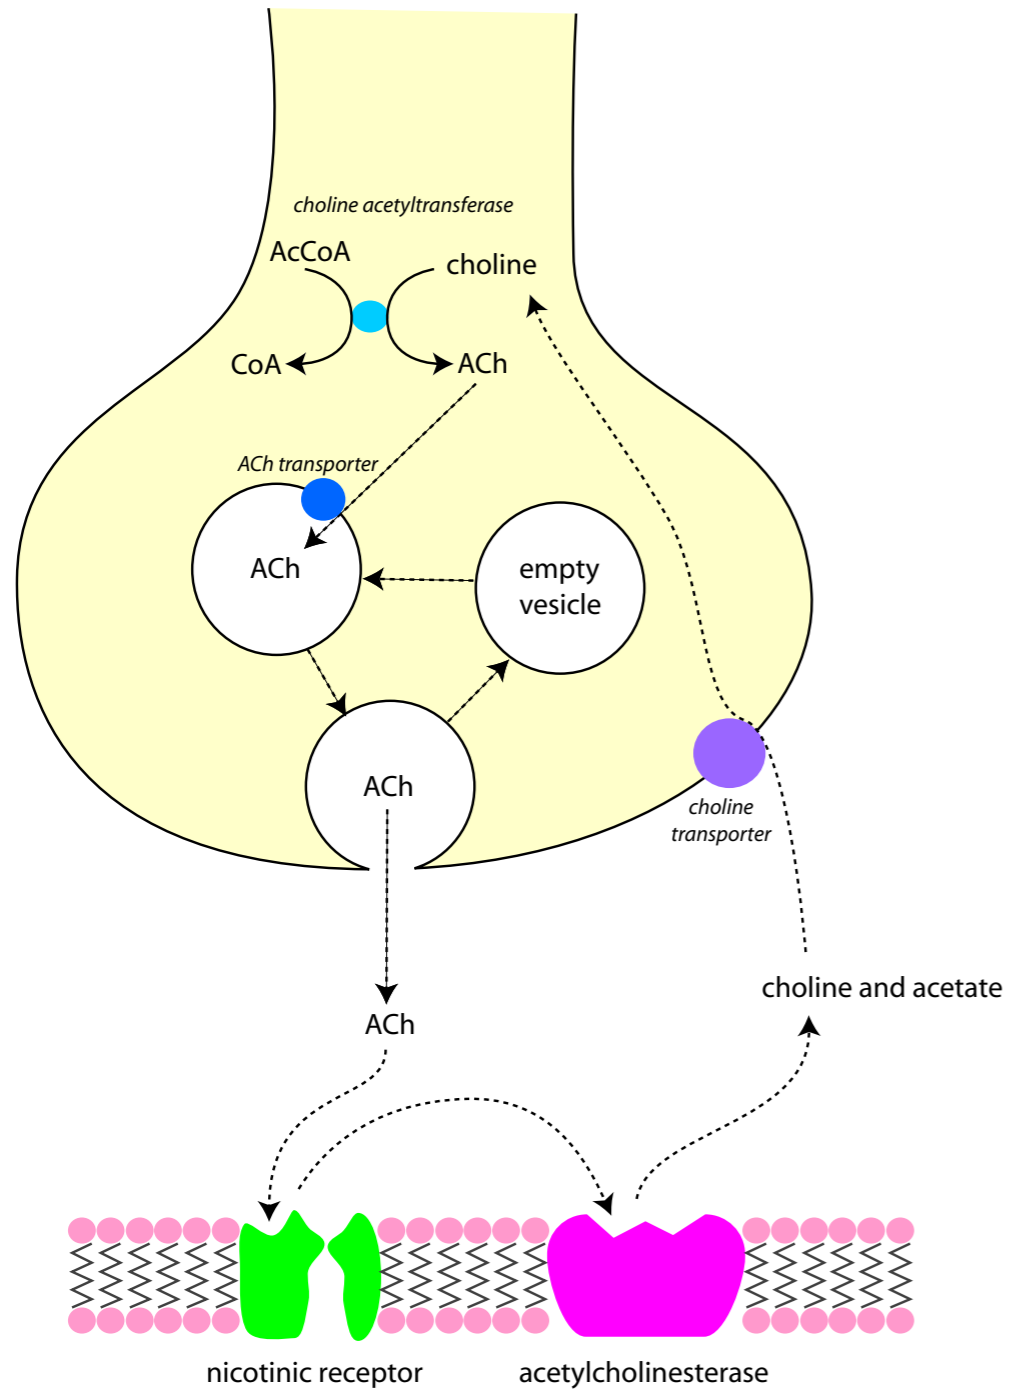 choline acetyltransferase
AcCoA
choline
CoA
ACh
ACh transporter
ACh
empty
vesicle
ACh
choline
transporter
choline and acetate
ACh
nicotinic receptor
acetylcholinesterase